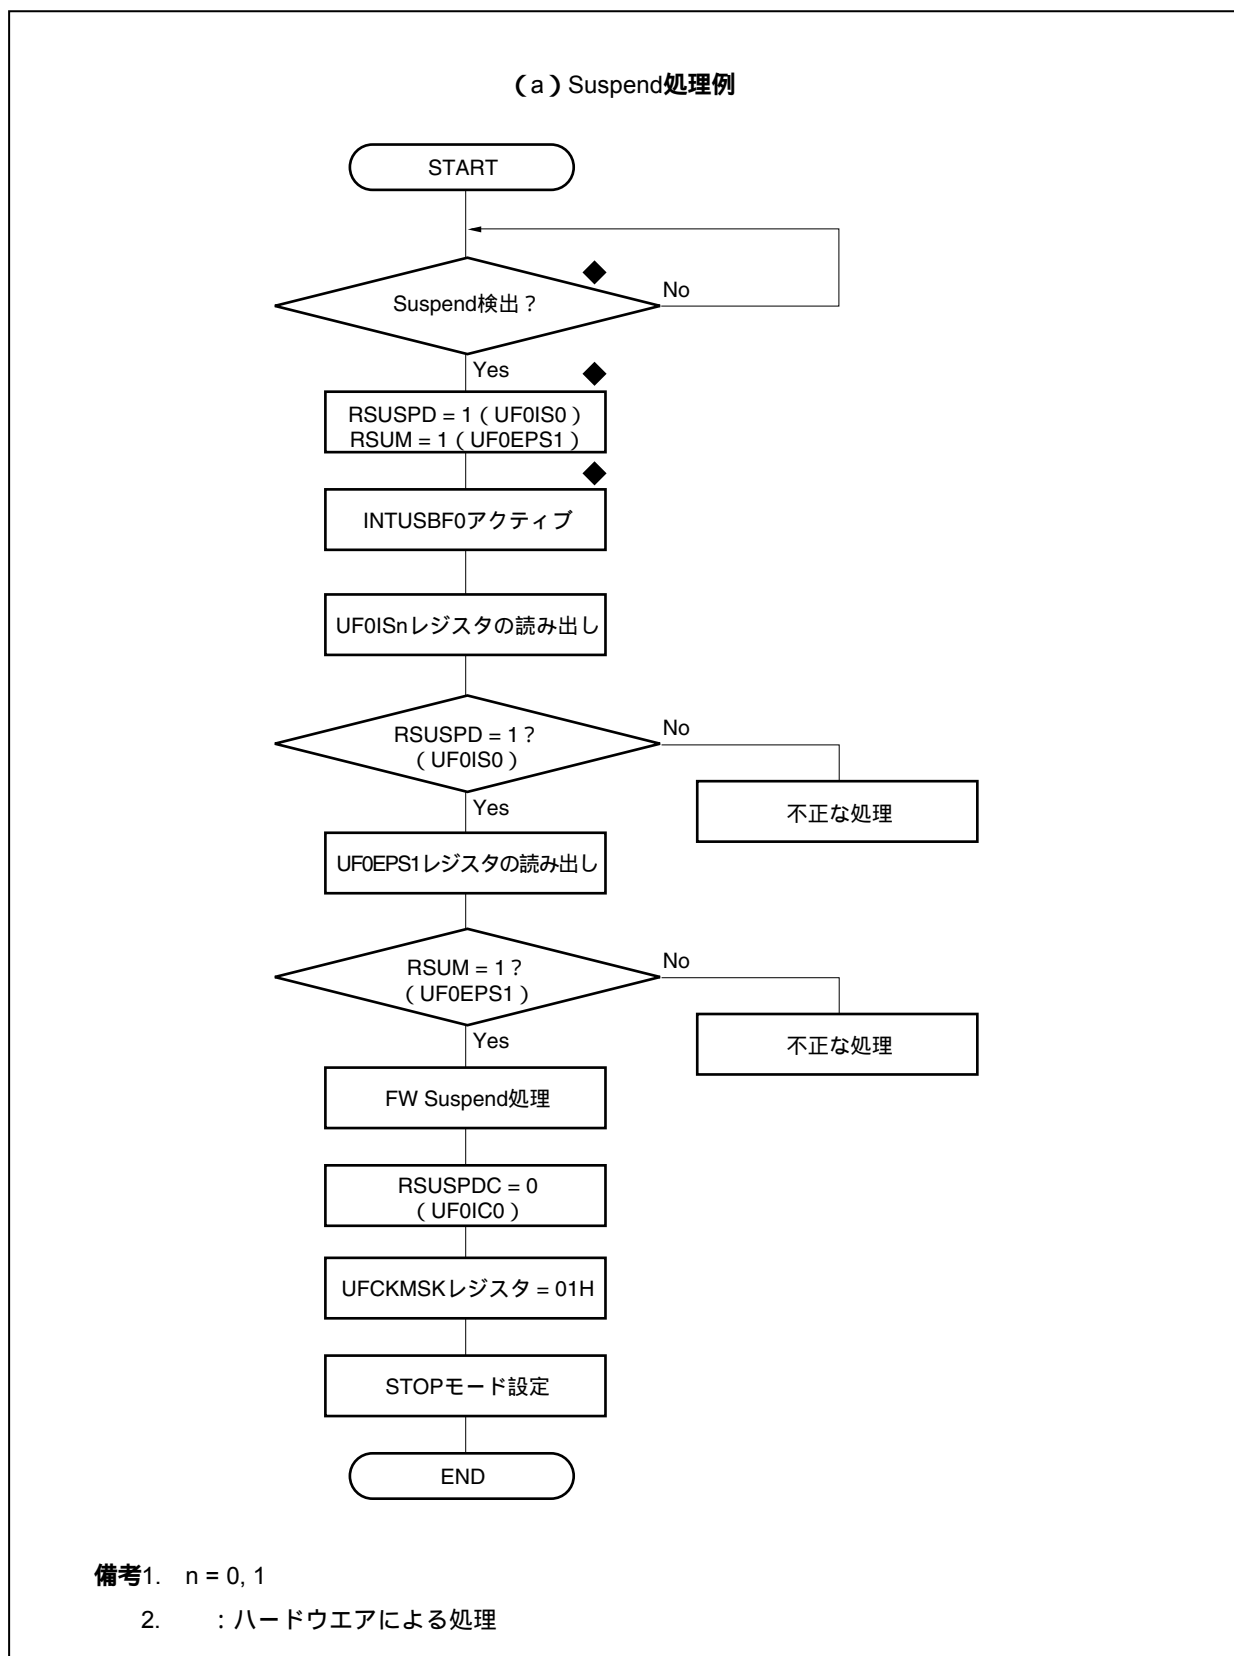 （a）Suspend処理例
START
Suspend検出？
No
Yes
RSUSPD = 1（UF0IS0）
RSUM = 1（UF0EPS1）
INTUSBF0アクティブ
UF0ISnレジスタの読み出し
RSUSPD = 1？
（UF0IS0）
No
不正な処理
Yes
UF0EPS1レジスタの読み出し
RSUM = 1？
（UF0EPS1）
No
不正な処理
Yes
FW Suspend処理
RSUSPDC = 0
（UF0IC0）
UFCKMSKレジスタ = 01H
STOPモード設定
END
備考1. n = 0, 1
2. ：ハードウエアによる処理